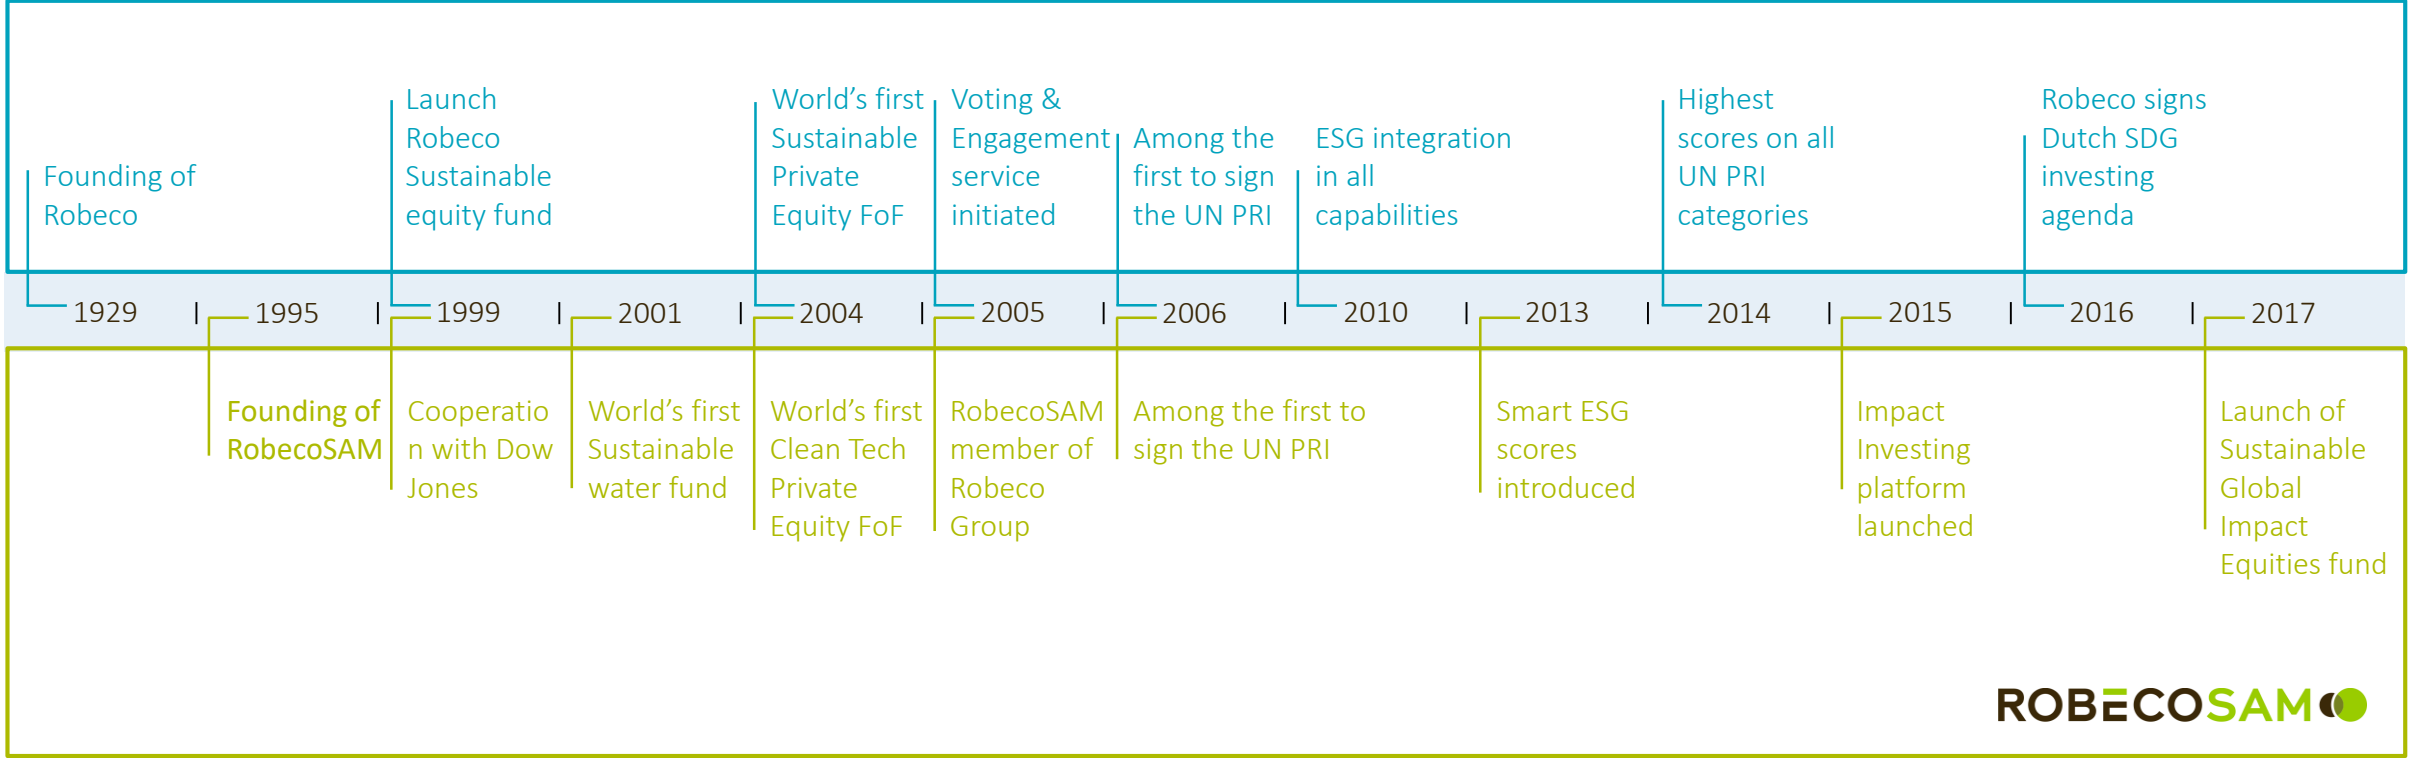 Founding of
Robeco
Launch
Robeco
Sustainable
equity fund
World's first
Sustainable
Private
Equity FoF
Voting &
Engagement
service
initiated
Among the
first to sign
the UN PRI
ESG integration
in all
capabilities
Highest
scores on all
UN PRI
categories
Robeco signs
Dutch SDG
investing
agenda
1929 | 1995 | 1999 | 2001 | 2004 | 2005 | 2006 | 2010 | 2013 | 2014 | 2015 | 2016 | 2017
Founding of
RobecoSAM
Cooperatio
n with Dow
Jones
World's first
Sustainable
water fund
World's first
Clean Tech
Private
Equity FoF
RobecoSAM
member of
Robeco
Group
Among the first to
sign the UN PRI
Smart ESG
scores
introduced
Impact
Investing
platform
launched
Launch of
Sustainable
Global
Impact
Equities fund
ROBECOSAM